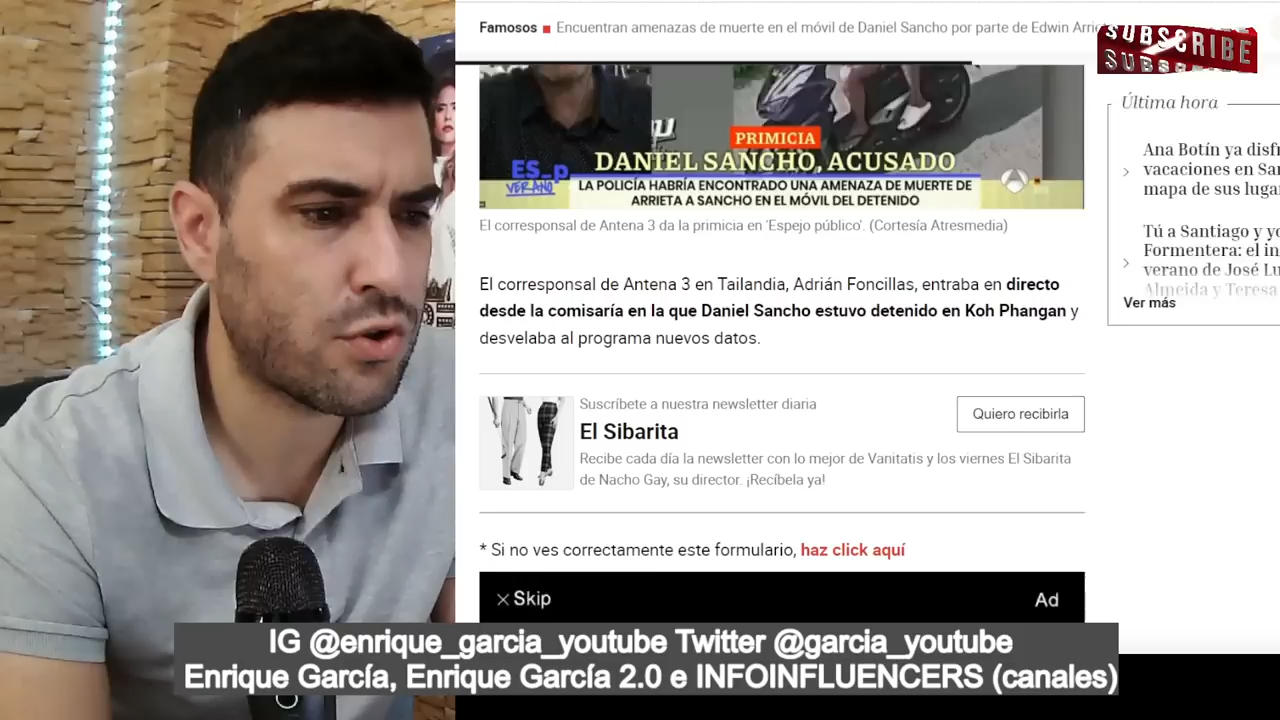 Famosos Encuentran amenazas de muerte en el móvil de Daniel Sancho por parte de Edwin
SUBSCRIBE
PRIMICIA
DANIEL SANCHO, ACUSADO
ES_p
VERANO
LA POLICÍA HABRÍA ENCONTRADO UNA AMENAZA DE MUERTE DE
ARRIETA A SANCHO EN EL MÓVIL DEL DETENIDO
El corresponsal de Antena 3 da la primicia en 'Espejo público'. (Cortesía Atresmedia)
El corresponsal de Antena 3 en Tailandia, Adrián Foncillas, entraba en directo
desde la comisaría en la que Daniel Sancho estuvo detenido en Koh Phangan y
desvelaba al programa nuevos datos.
Suscríbete a nuestra newsletter diaria
El Sibarita
Recibe cada día la newsletter con lo mejor de Vanitatis y los viernes El Sibarita
de Nacho Gay, su director. ¡Recíbela ya!
Quiero recibirla
* Si no ves correctamente este formulario, haz click aquí
Skip
Ad
Última hora
Ana Botín ya
vacaciones en
mapa de sus
Tú a Santiago y
Formentera: el
verano de José
Almeida y Teresa
Ver más
IG @enrique_garcia_youtube Twitter @garcia_youtube
Enrique García, Enrique García 2.0 e INFOINFLUENCERS (canales)